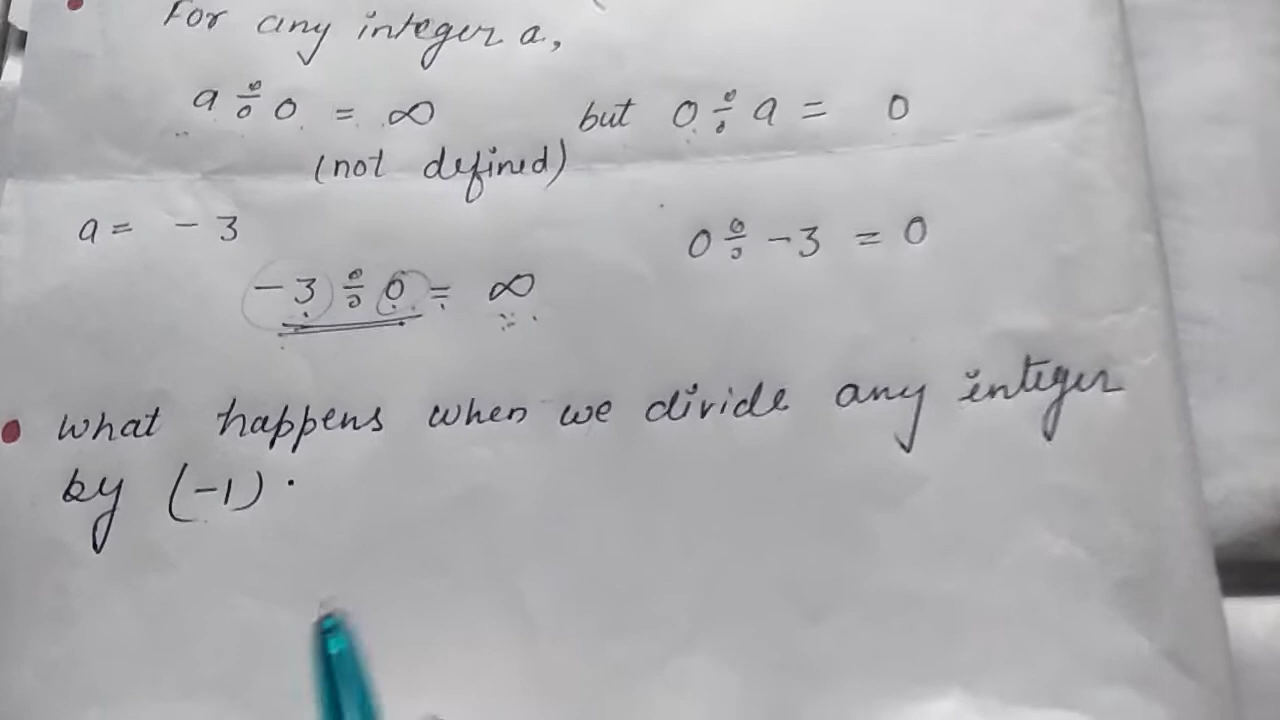 For any integer a,
a ÷ 0 = ∞ but 0 ÷ a = 0
(not defined)
a = - 3 0 ÷ -3 = 0
-3 ÷ 0 = ∞
• What happens when we divide any integer
by (-1).